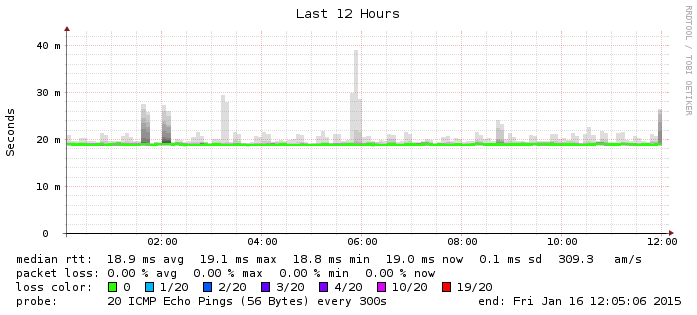 Last 12 Hours
RRDTOOL / TOBI OETIKER
Seconds
40 m
30 m
20 m
10 m
0
02:00 04:00 06:00 08:00 10:00 12:00
median rtt: 18.9 ms avg 19.1 ms max 18.8 ms min 19.0 ms now 0.1 ms sd 309.3 am/s
packet loss: 0.00 % avg 0.00 % max 0.00 % min 0.00 % now
loss color: 0 1/20 2/20 3/20 4/20 10/20 19/20
probe: 20 ICMP Echo Pings (56 Bytes) every 300s end: Fri Jan 16 12:05:06 2015